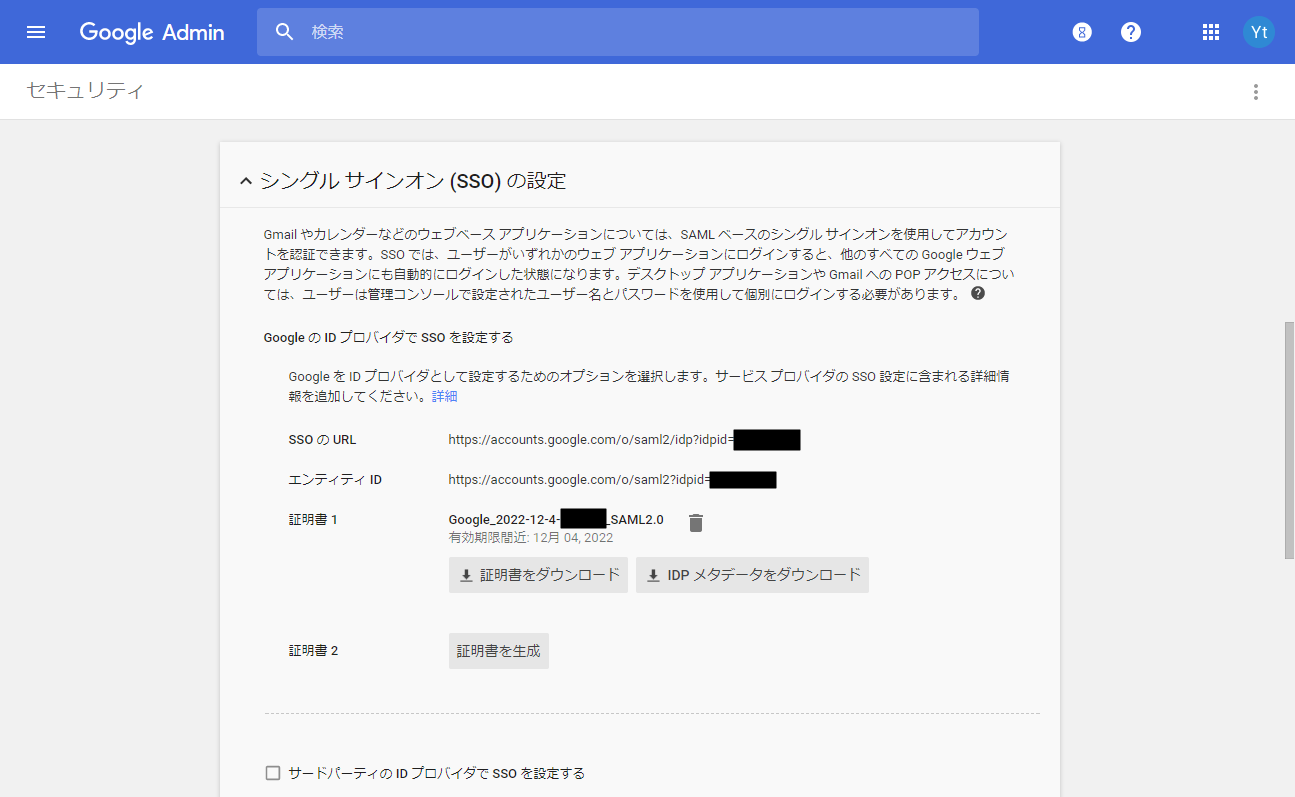 Google Admin
検索
Yt
セキュリティ
シングル サインオン (SSO) の設定
Gmail やカレンダーなどのウェブベース アプリケーションについては、SAML ベースのシングル サインオンを使用してアカウン
トを認証できます。SSO では、ユーザーがいずれかのウェブ アプリケーションにログインすると、他のすべての Google ウェブ
アプリケーションにも自動的にログインした状態になります。デスクトップ アプリケーションや Gmail への POP アクセスについ
ては、ユーザーは管理コンソールで設定されたユーザー名とパスワードを使用して個別にログインする必要があります。
Google の ID プロバイダで SSO を設定する
Google を ID プロバイダとして設定するためのオプションを選択します。サービス プロバイダの SSO 設定に含まれる詳細情
報を追加してください。詳細
SSO の URL https://accounts.google.com/o/saml2/idp?idpid=
エンティティ ID https://accounts.google.com/o/saml2?idpid=
証明書 1 Google_2022-12-4- _SAML2.0
有効期限間近: 12月 04, 2022
証明書をダウンロード IDP メタデータをダウンロード
証明書 2 証明書を生成
サードパーティの ID プロバイダで SSO を設定する